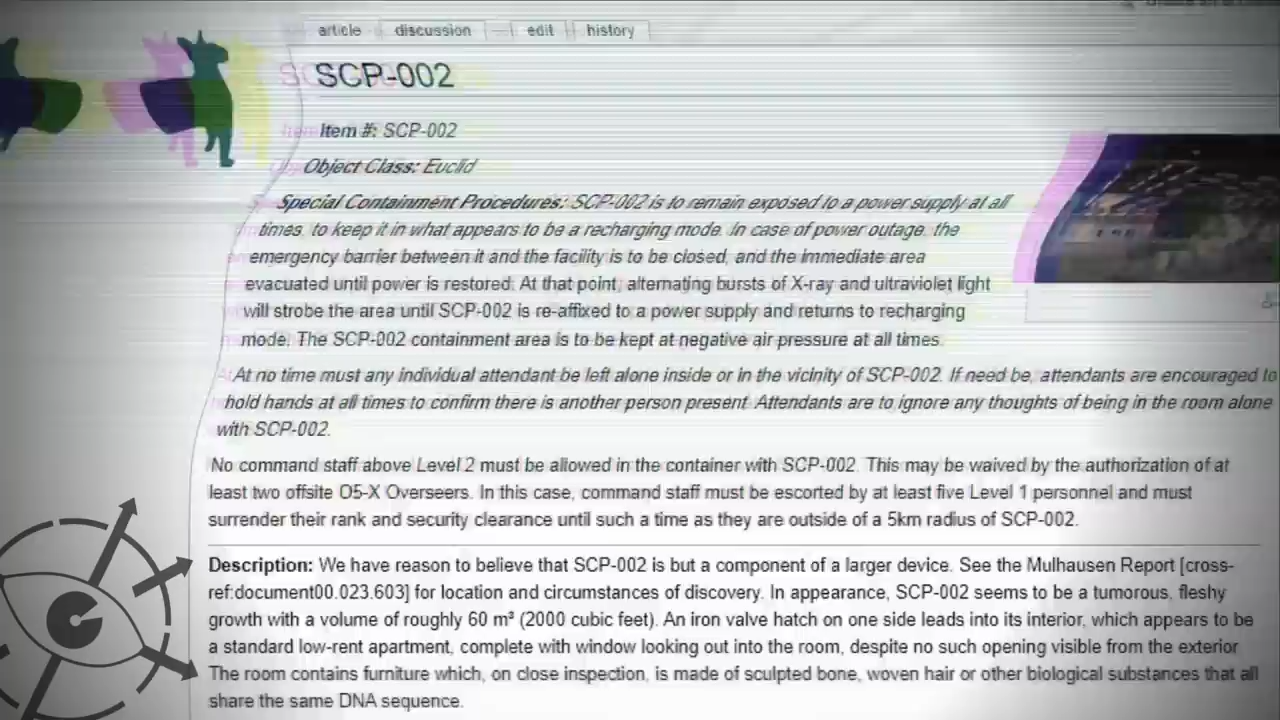 article discussion edit history
SCP-002
Item #: SCP-002
Object Class: Euclid
Special Containment Procedures: SCP-002 is to remain exposed to a power supply at all
times, to keep it in what appears to be a recharging mode. In case of power outage, the
emergency barrier between it and the facility is to be closed, and the immediate area
evacuated until power is restored. At that point, alternating bursts of X-ray and ultraviolet light
will strobe the area until SCP-002 is re-affixed to a power supply and returns to recharging
mode. The SCP-002 containment area is to be kept at negative air pressure at all times.
At no time must any individual attendant be left alone inside or in the vicinity of SCP-002. If need be, attendants are encouraged to
hold hands at all times to confirm there is another person present. Attendants are to ignore any thoughts of being in the room alone
with SCP-002.
No command staff above Level 2 must be allowed in the container with SCP-002. This may be waived by the authorization of at
least two offsite O5-X Overseers. In this case, command staff must be escorted by at least five Level 1 personnel and must
surrender their rank and security clearance until such a time as they are outside of a 5km radius of SCP-002.
Description: We have reason to believe that SCP-002 is but a component of a larger device. See the Mulhausen Report [cross-
ref:document00.023.603] for location and circumstances of discovery. In appearance, SCP-002 seems to be a tumorous, fleshy
growth with a volume of roughly 60 m³ (2000 cubic feet). An iron valve hatch on one side leads into its interior, which appears to be
a standard low-rent apartment, complete with window looking out into the room, despite no such opening visible from the exterior.
The room contains furniture which, on close inspection, is made of sculpted bone, woven hair or other biological substances that all
share the same DNA sequence.